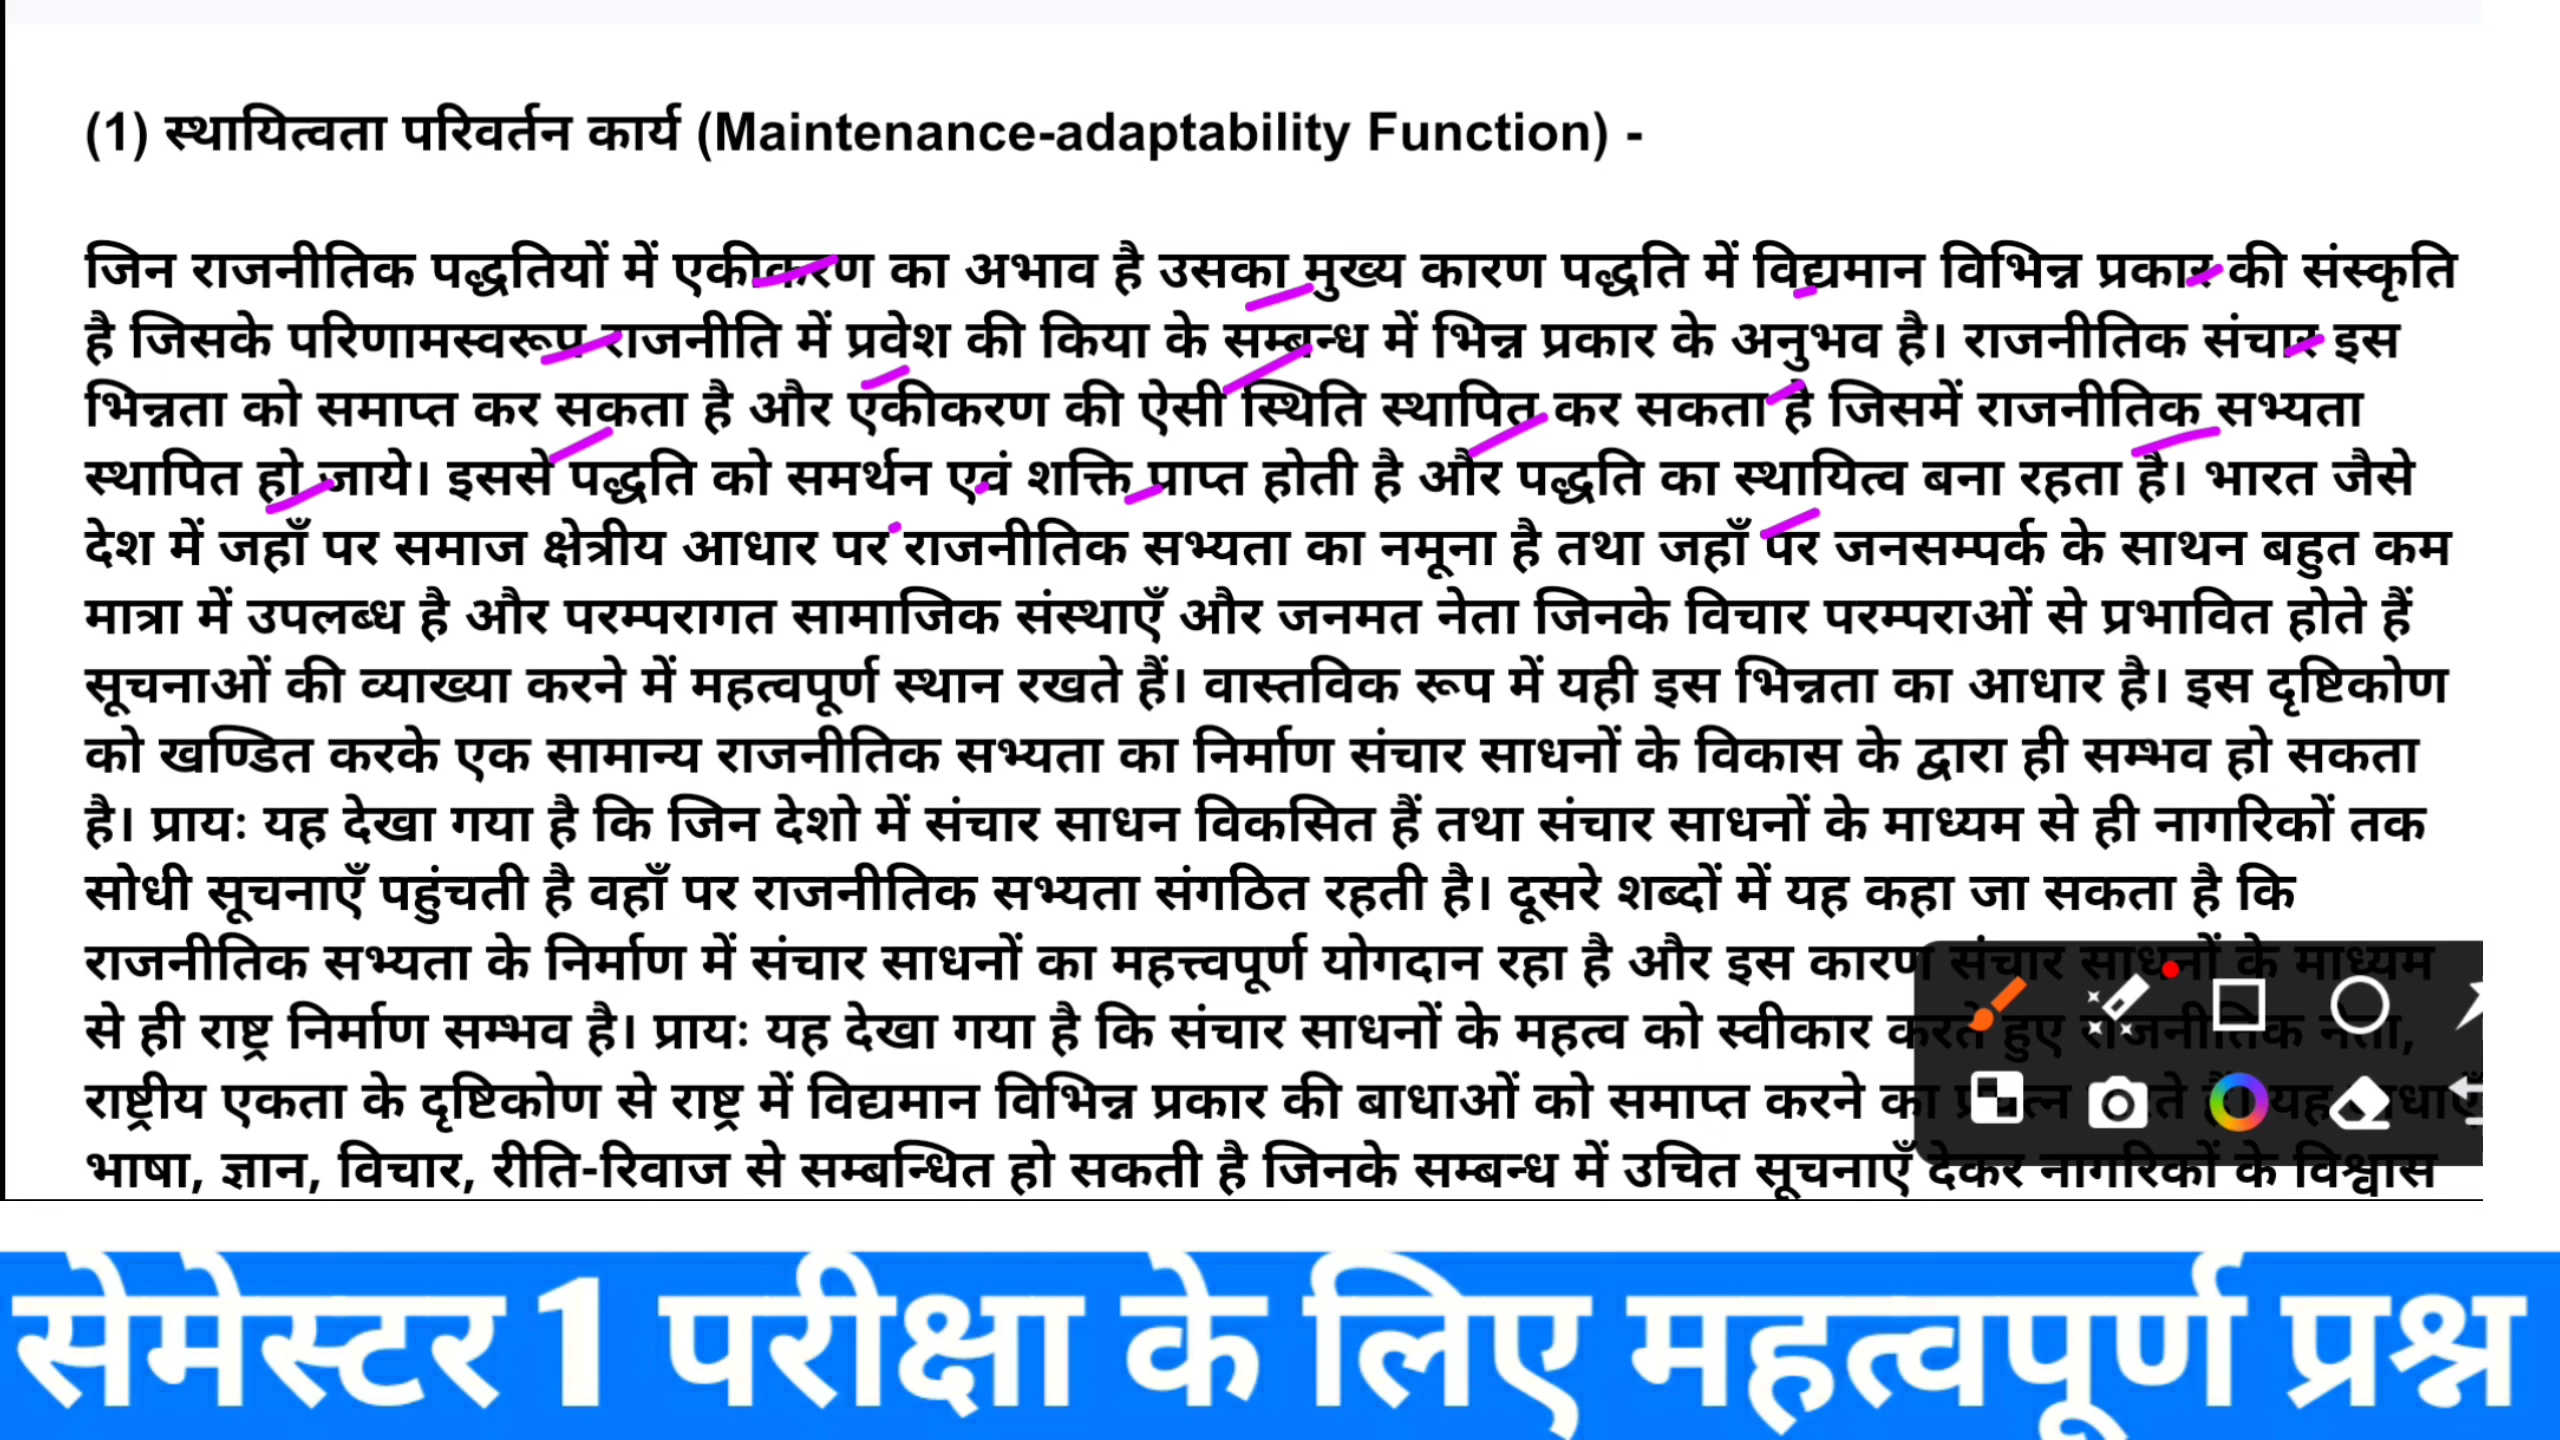 (1) स्थायित्वता परिवर्तन कार्य (Maintenance-adaptability Function) -
जिन राजनीतिक पद्धतियों में एकीकरण का अभाव है उसका मुख्य कारण पद्धति में विद्यमान विभिन्न प्रकार की संस्कृति
है जिसके परिणामस्वरूप राजनीति में प्रवेश की किया के सम्बन्ध में भिन्न प्रकार के अनुभव है। राजनीतिक संचार इस
भिन्नता को समाप्त कर सकता है और एकीकरण की ऐसी स्थिति स्थापित कर सकता है जिसमें राजनीतिक सभ्यता
स्थापित हो जाये। इससे पद्धति को समर्थन एवं शक्ति प्राप्त होती है और पद्धति का स्थायित्व बना रहता है। भारत जैसे
देश में जहाँ पर समाज क्षेत्रीय आधार पर राजनीतिक सभ्यता का नमूना है तथा जहाँ पर जनसम्पर्क के साथन बहुत कम
मात्रा में उपलब्ध है और परम्परागत सामाजिक संस्थाएँ और जनमत नेता जिनके विचार परम्पराओं से प्रभावित होते हैं
सूचनाओं की व्याख्या करने में महत्वपूर्ण स्थान रखते हैं। वास्तविक रूप में यही इस भिन्नता का आधार है। इस दृष्टिकोण
को खण्डित करके एक सामान्य राजनीतिक सभ्यता का निर्माण संचार साधनों के विकास के द्वारा ही सम्भव हो सकता
है। प्रायः यह देखा गया है कि जिन देशो में संचार साधन विकसित हैं तथा संचार साधनों के माध्यम से ही नागरिकों तक
सोधी सूचनाएँ पहुंचती है वहाँ पर राजनीतिक सभ्यता संगठित रहती है। दूसरे शब्दों में यह कहा जा सकता है कि
राजनीतिक सभ्यता के निर्माण में संचार साधनों का महत्त्वपूर्ण योगदान रहा है और इस कारण संचार साधनों के माध्यम
से ही राष्ट्र निर्माण सम्भव है। प्रायः यह देखा गया है कि संचार साधनों के महत्व को स्वीकार करते हुए राजनीतिक नेता,
राष्ट्रीय एकता के दृष्टिकोण से राष्ट्र में विद्यमान विभिन्न प्रकार की बाधाओं को समाप्त करने का यह
भाषा, ज्ञान, विचार, रीति-रिवाज से सम्बन्धित हो सकती है जिनके सम्बन्ध में उचित सूचनाएँ देकर नागरिकों के विश्वास
सेमेस्टर 1 परीक्षा के लिए महत्वपूर्ण प्रश्न